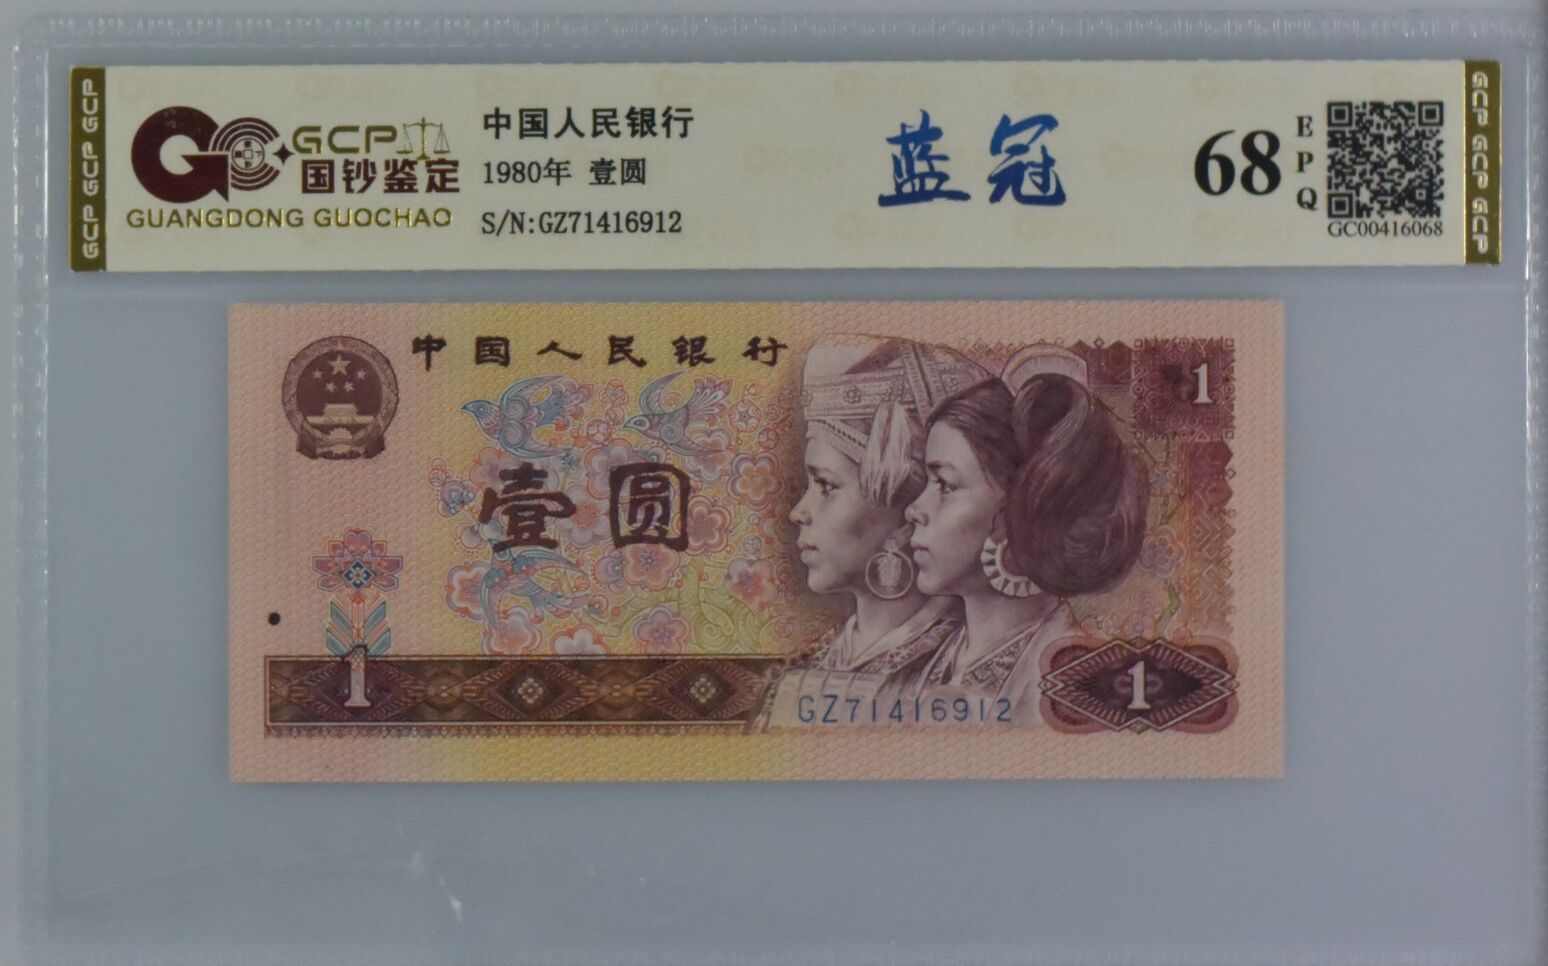 GCP GCP GCP
GCP
国钞鉴定
GUANGDONG GUOCHAO
中国人民银行
1980年 壹圆
S/N:GZ71416912
蓝冠
68
EPQ
GC00416068
GCP GCP GCP
中国人民银行
1
壹圆
1
GZ71416912
1